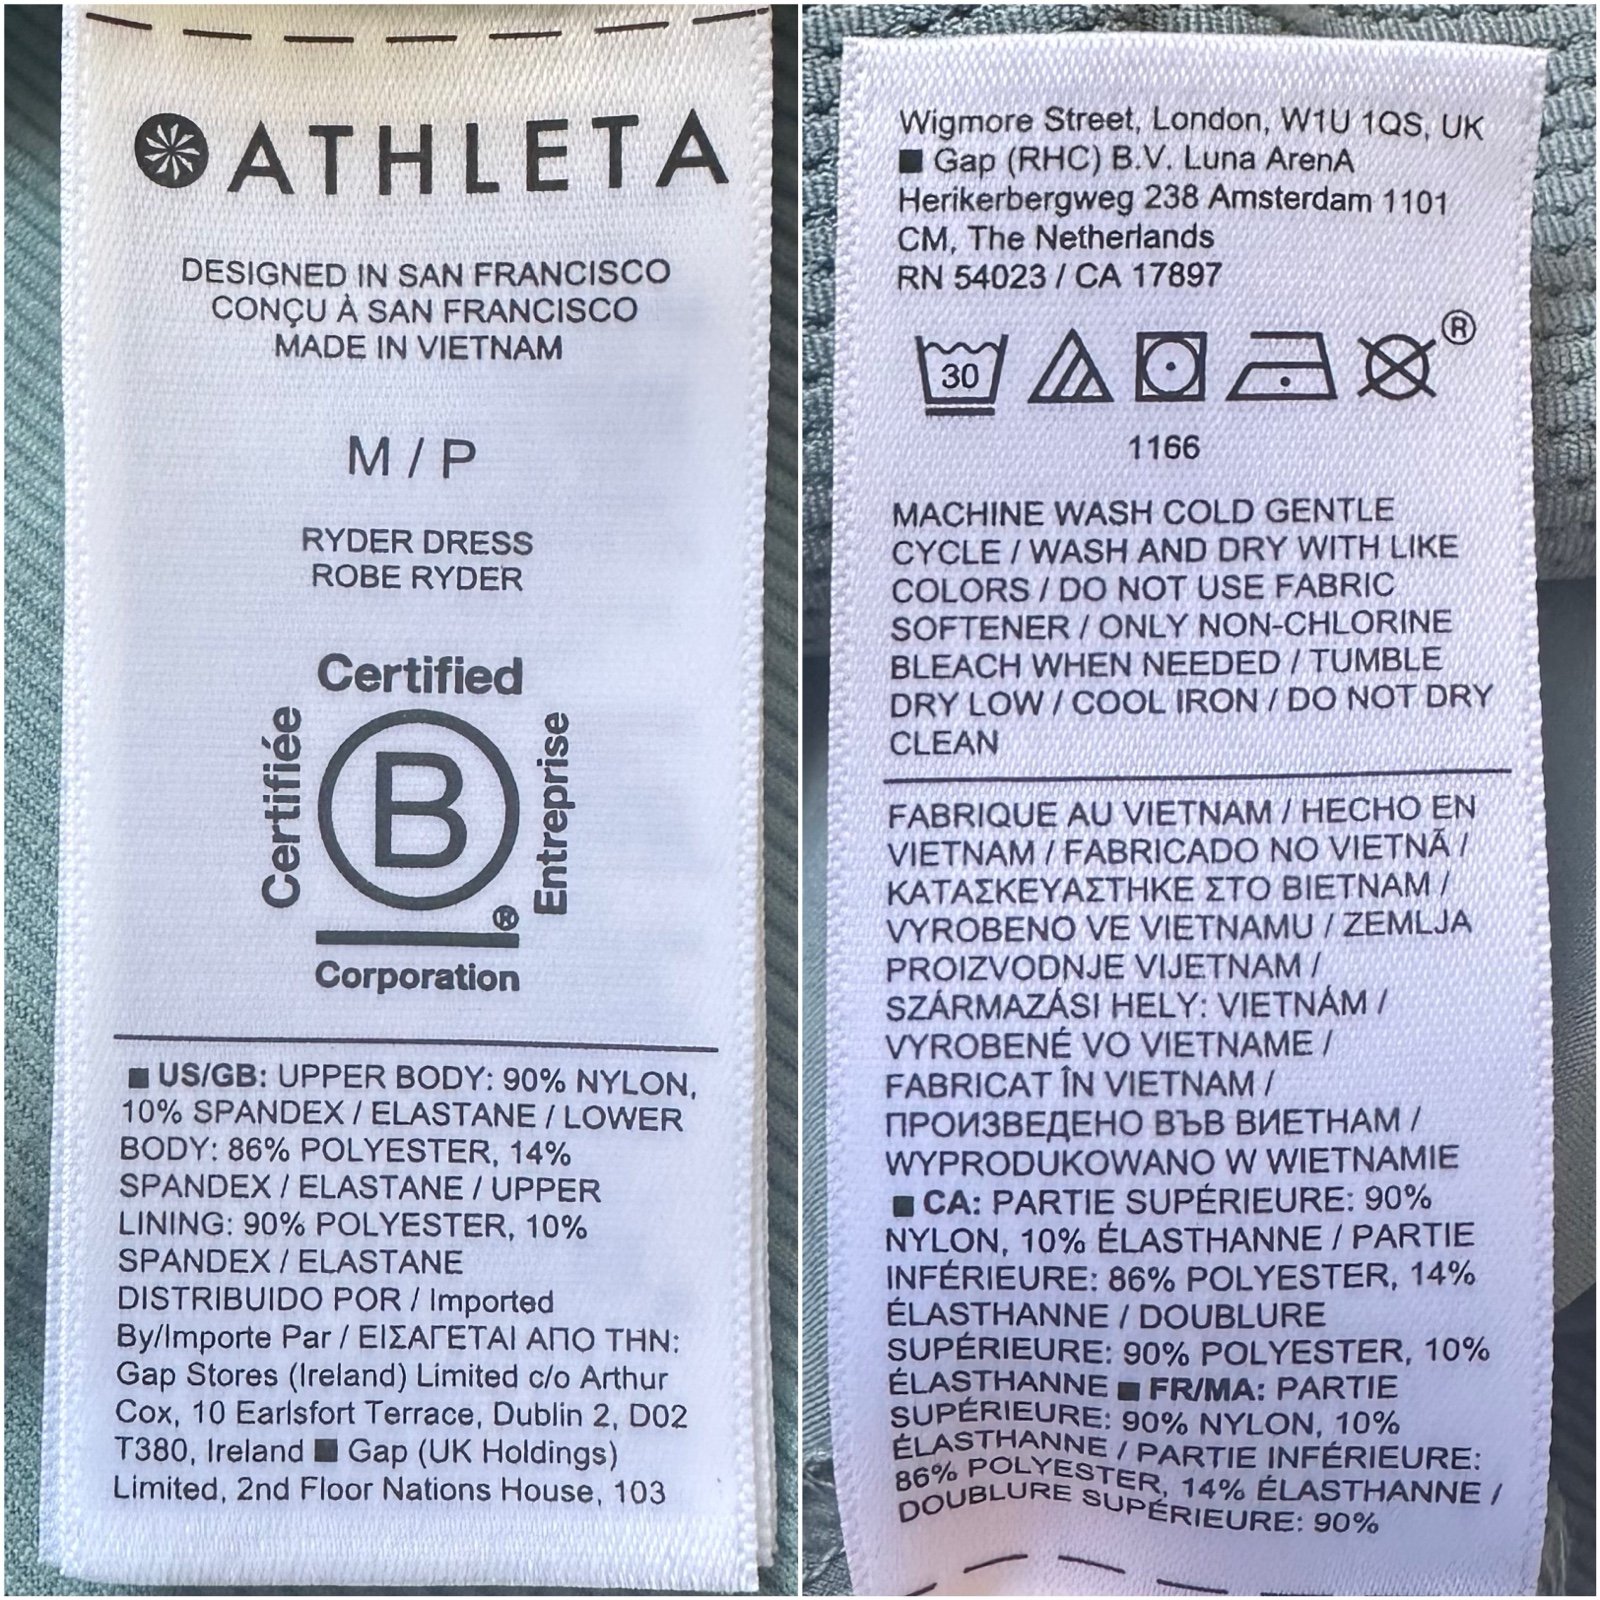 ATHLETA
DESIGNED IN SAN FRANCISCO
CONÇU À SAN FRANCISCO
MADE IN VIETNAM
M / P
RYDER DRESS
ROBE RYDER
Certified
Certifiée
B
Entreprise
®
Corporation
■ US/GB: UPPER BODY: 90% NYLON,
10% SPANDEX / ELASTANE / LOWER
BODY: 86% POLYESTER, 14%
SPANDEX / ELASTANE / UPPER
LINING: 90% POLYESTER, 10%
SPANDEX / ELASTANE
DISTRIBUIDO POR / Imported
By/Importe Par / ΕΙΣΑΓΕΤΑΙ ΑΠΟ ΤΗΝ:
Gap Stores (Ireland) Limited c/o Arthur
Cox, 10 Earlsfort Terrace, Dublin 2, D02
T380, Ireland ■ Gap (UK Holdings)
Limited, 2nd Floor Nations House, 103
Wigmore Street, London, W1U 1QS, UK
■ Gap (RHC) B.V. Luna ArenA
Herikerbergweg 238 Amsterdam 1101
CM, The Netherlands
RN 54023 / CA 17897
30 ®
1166
MACHINE WASH COLD GENTLE
CYCLE / WASH AND DRY WITH LIKE
COLORS / DO NOT USE FABRIC
SOFTENER / ONLY NON-CHLORINE
BLEACH WHEN NEEDED / TUMBLE
DRY LOW / COOL IRON / DO NOT DRY
CLEAN
FABRIQUE AU VIETNAM / HECHO EN
VIETNAM / FABRICADO NO VIETNÃ /
ΚΑΤΑΣΚΕΥΑΣΤΗΚΕ ΣΤΟ ΒΙΕΤΝΑΜ /
VYROBENO VE VIETNAMU / ZEMLJA
PROIZVODNJE VIJETNAM /
SZÁRMAZÁSI HELY: VIETNÁM /
VYROBENÉ VO VIETNAME /
FABRICAT ÎN VIETNAM /
ПРОИЗВЕДЕНО ВЪВ ВИЕТНАМ /
WYPRODUKOWANO W WIETNAMIE
■ CA: PARTIE SUPÉRIEURE: 90%
NYLON, 10% ÉLASTHANNE / PARTIE
INFÉRIEURE: 86% POLYESTER, 14%
ÉLASTHANNE / DOUBLURE
SUPÉRIEURE: 90% POLYESTER, 10%
ÉLASTHANNE ■ FR/MA: PARTIE
SUPÉRIEURE: 90% NYLON, 10%
ÉLASTHANNE / PARTIE INFÉRIEURE:
86% POLYESTER, 14% ÉLASTHANNE /
DOUBLURE SUPÉRIEURE: 90%